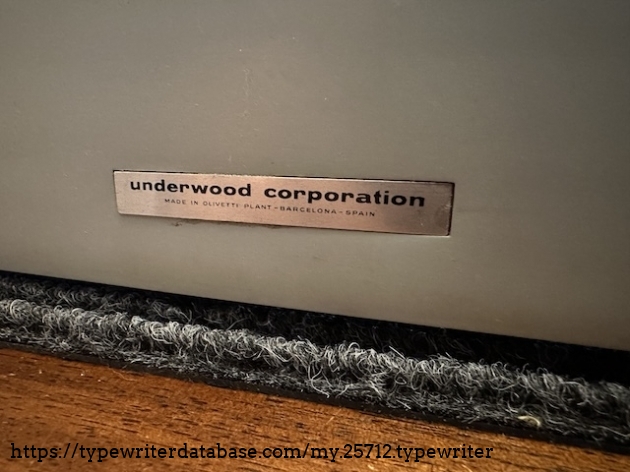 underwood corporation
MADE IN OLIVETTI PLANT - BARCELONA - SPAIN
https://typewriterdatabase.com/my.25712.typewriter